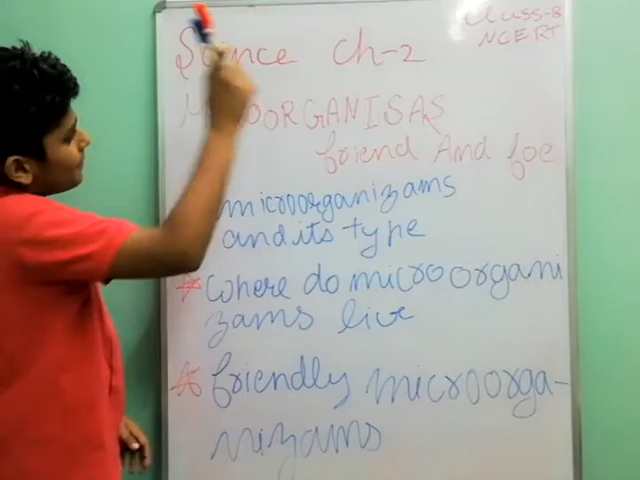 Class-8
NCERT
Science Ch-2
MICROORGANISAS
friend And foe
microorganizams
and its type
* where do microorgani
zams live
* friendly microorga-
nizams